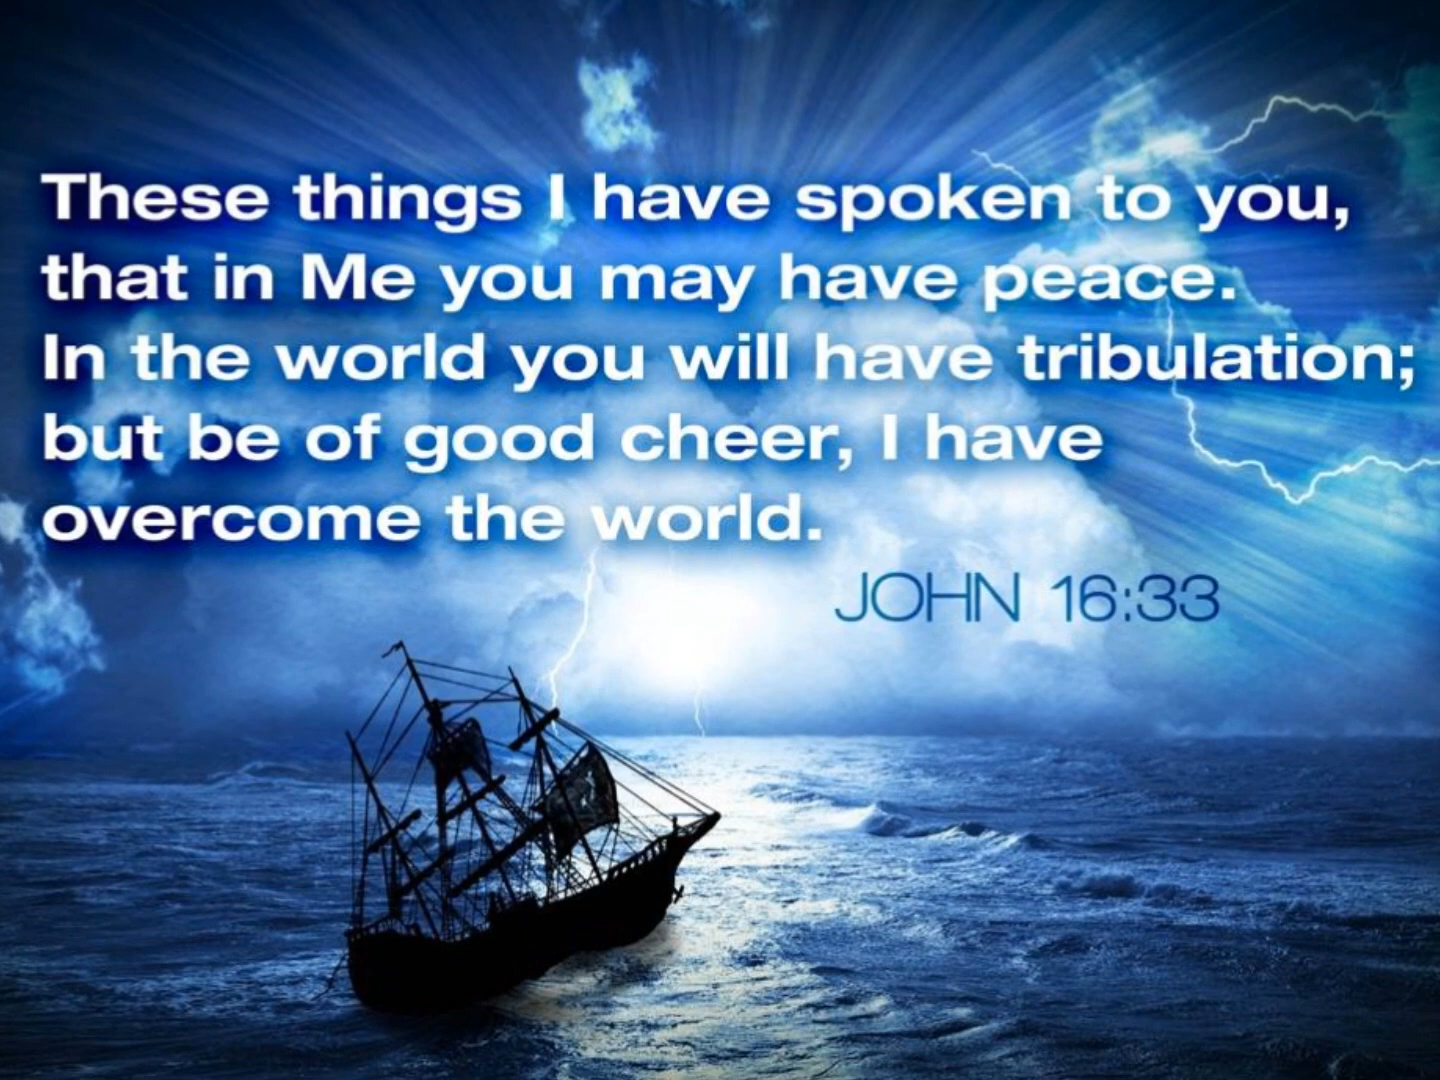 These things I have spoken to you,
that in Me you may have peace.
In the world you will have tribulation;
but be of good cheer, I have
overcome the world.
JOHN 16:33